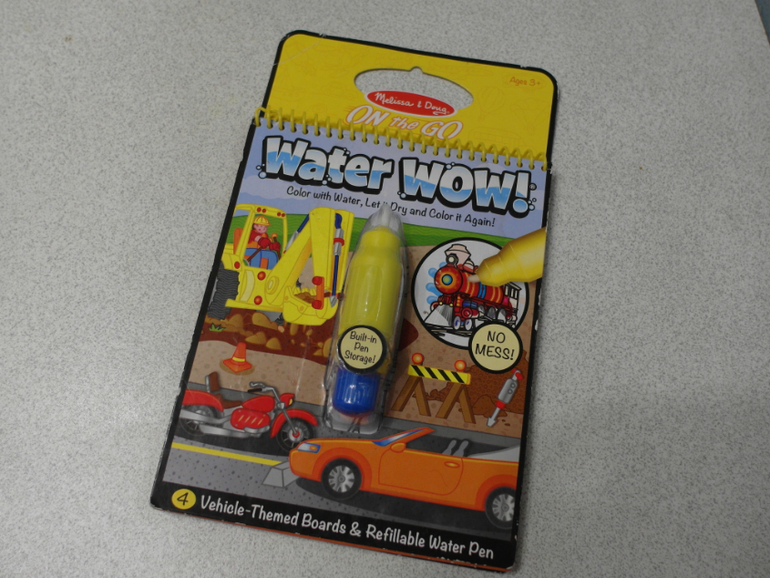 Ages 3+
Melissa & Doug
ON the GO
Water WOW!
Color with Water, Let it Dry and Color it Again!
Built-in
Pen
Storage!
NO
MESS!
4 Vehicle-Themed Boards & Refillable Water Pen